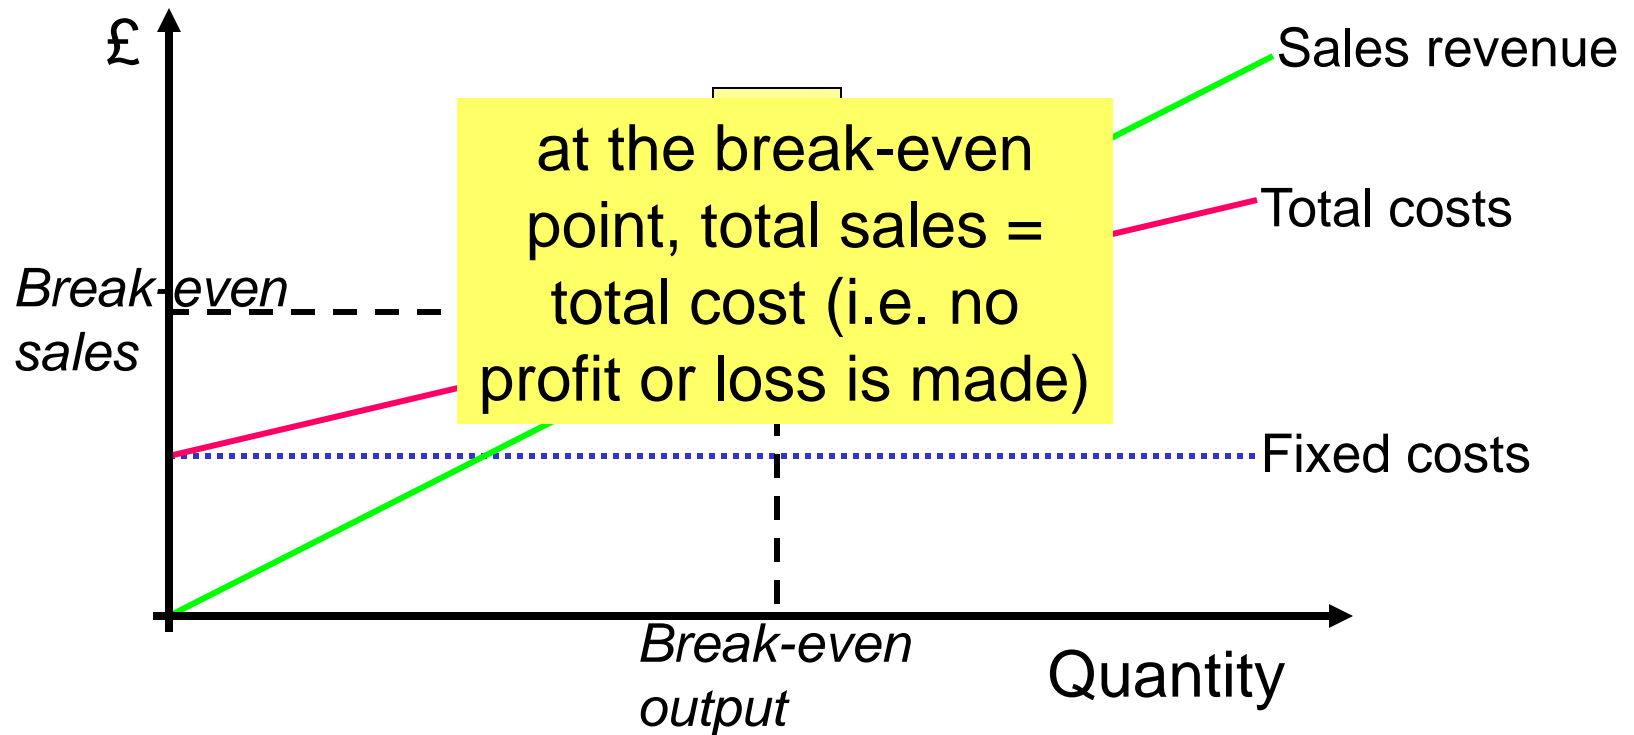 £
Sales revenue
at the break-even
point, total sales =
total cost (i.e. no
profit or loss is made)
Total costs
Break-even
sales
Fixed costs
Break-even
output
Quantity